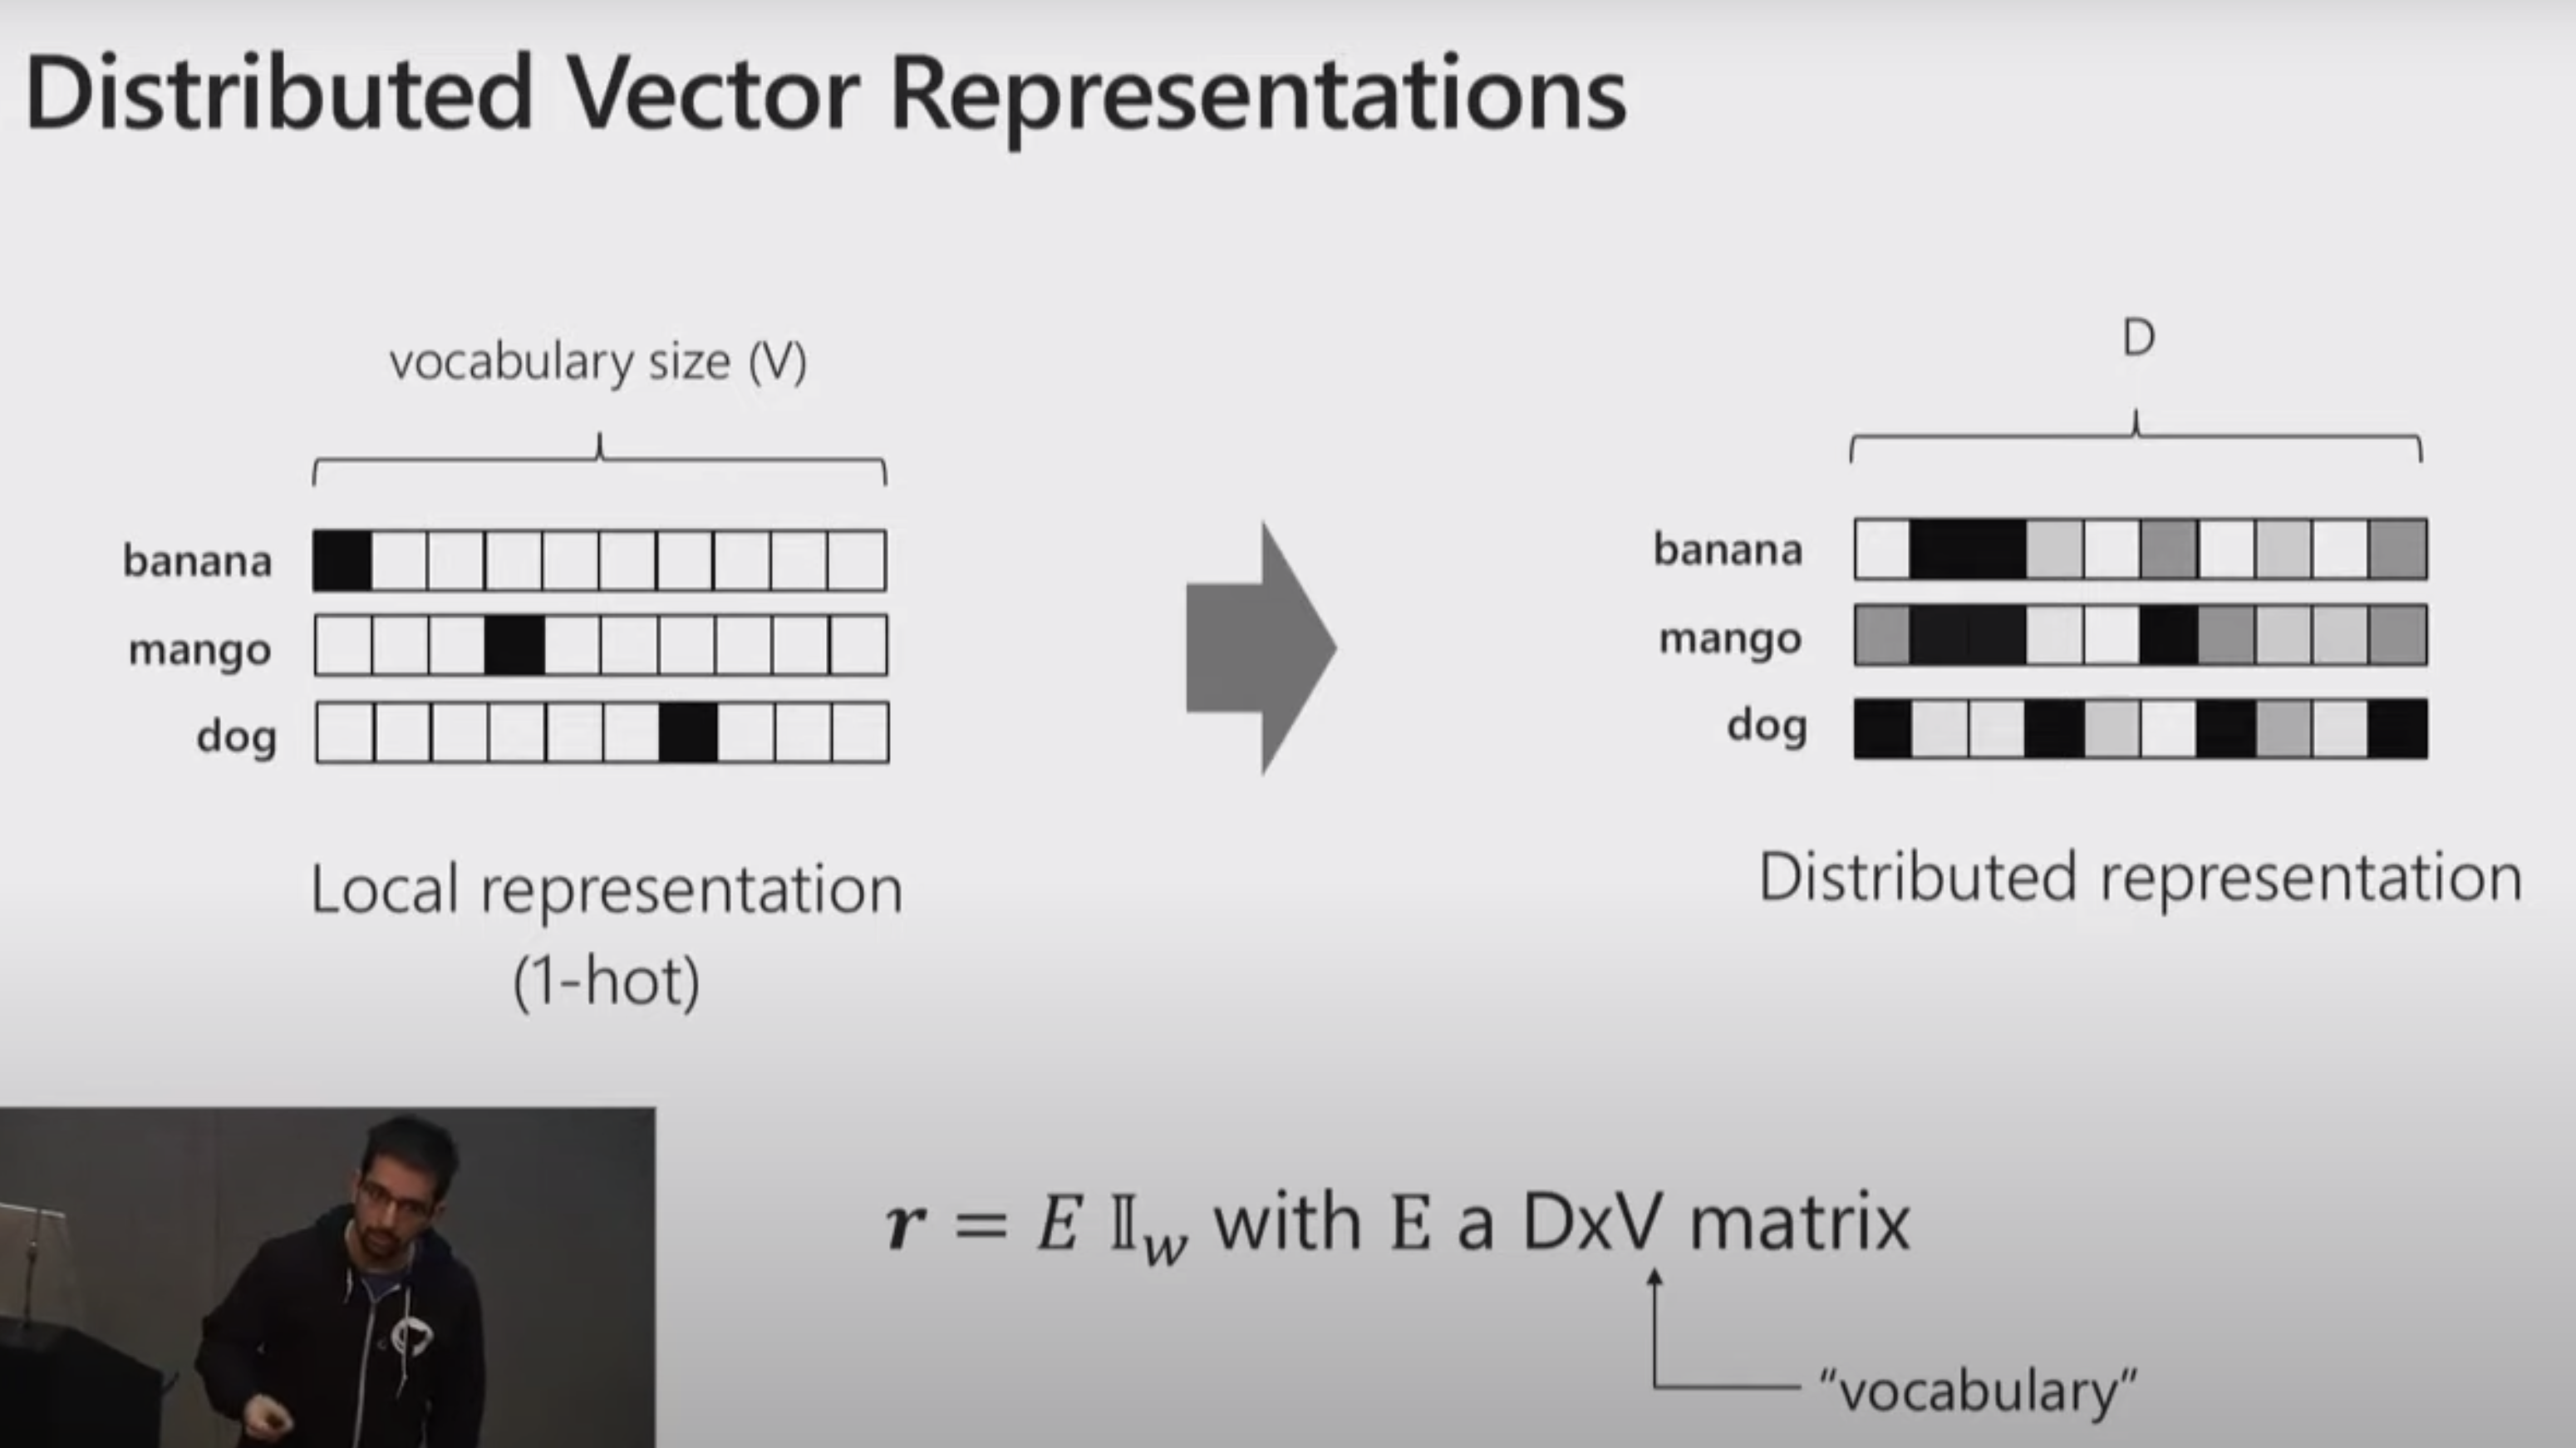 Distributed Vector Representations
vocabulary size (V)
banana
mango
dog
Local representation
(1-hot)
D
banana
mango
dog
Distributed representation
r = E 𝕀w with E a DxV matrix
“vocabulary”